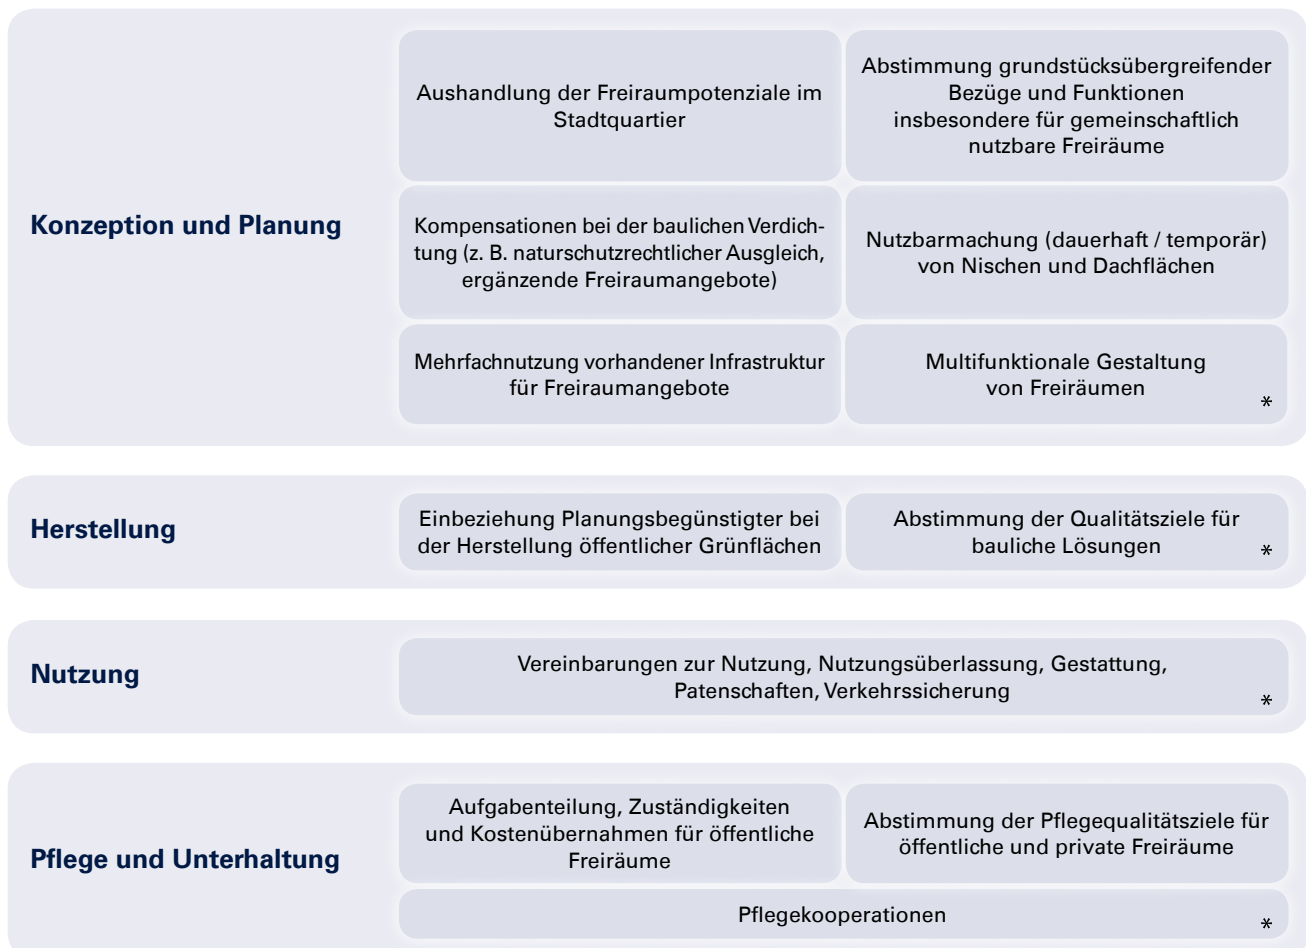 Konzeption und Planung
Aushandlung der Freiraumpotenziale im
Stadtquartier
Abstimmung grundstücksübergreifender
Bezüge und Funktionen
insbesondere für gemeinschaftlich
nutzbare Freiräume
Kompensationen bei der baulichen Verdich-
tung (z. B. naturschutzrechtlicher Ausgleich,
ergänzende Freiraumangebote)
Nutzbarmachung (dauerhaft / temporär)
von Nischen und Dachflächen
Mehrfachnutzung vorhandener Infrastruktur
für Freiraumangebote
Multifunktionale Gestaltung
von Freiräumen
*
Herstellung
Einbeziehung Planungsbegünstigter bei
der Herstellung öffentlicher Grünflächen
Abstimmung der Qualitätsziele für
bauliche Lösungen
*
Nutzung
Vereinbarungen zur Nutzung, Nutzungsüberlassung, Gestattung,
Patenschaften, Verkehrssicherung
*
Pflege und Unterhaltung
Aufgabenteilung, Zuständigkeiten
und Kostenübernahmen für öffentliche
Freiräume
Abstimmung der Pflegequalitätsziele für
öffentliche und private Freiräume
Pflegekooperationen
*